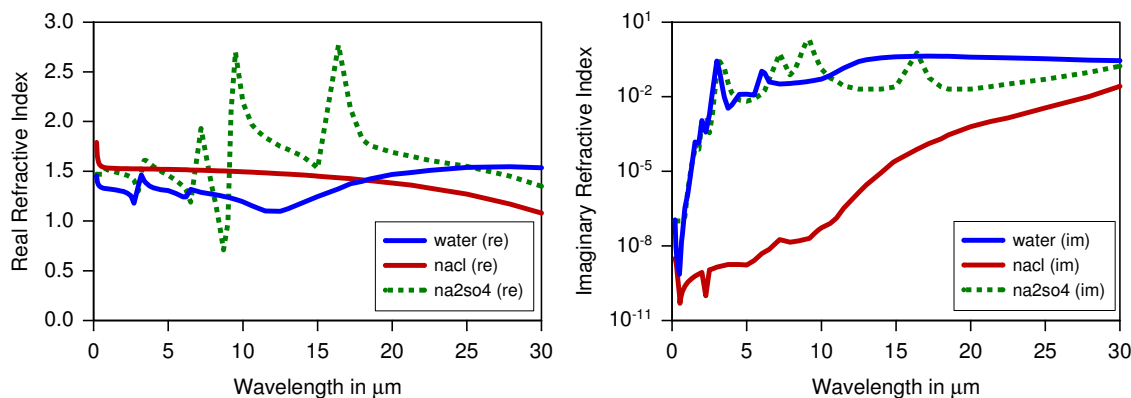 3.0
2.5
2.0
1.5
1.0
0.5
0.0
Real Refractive Index
0 5 10 15 20 25 30
Wavelength in μm
water (re)
nacl (re)
na2so4 (re)
10^1
10^-2
10^-5
10^-8
10^-11
Imaginary Refractive Index
0 5 10 15 20 25 30
Wavelength in μm
water (im)
nacl (im)
na2so4 (im)